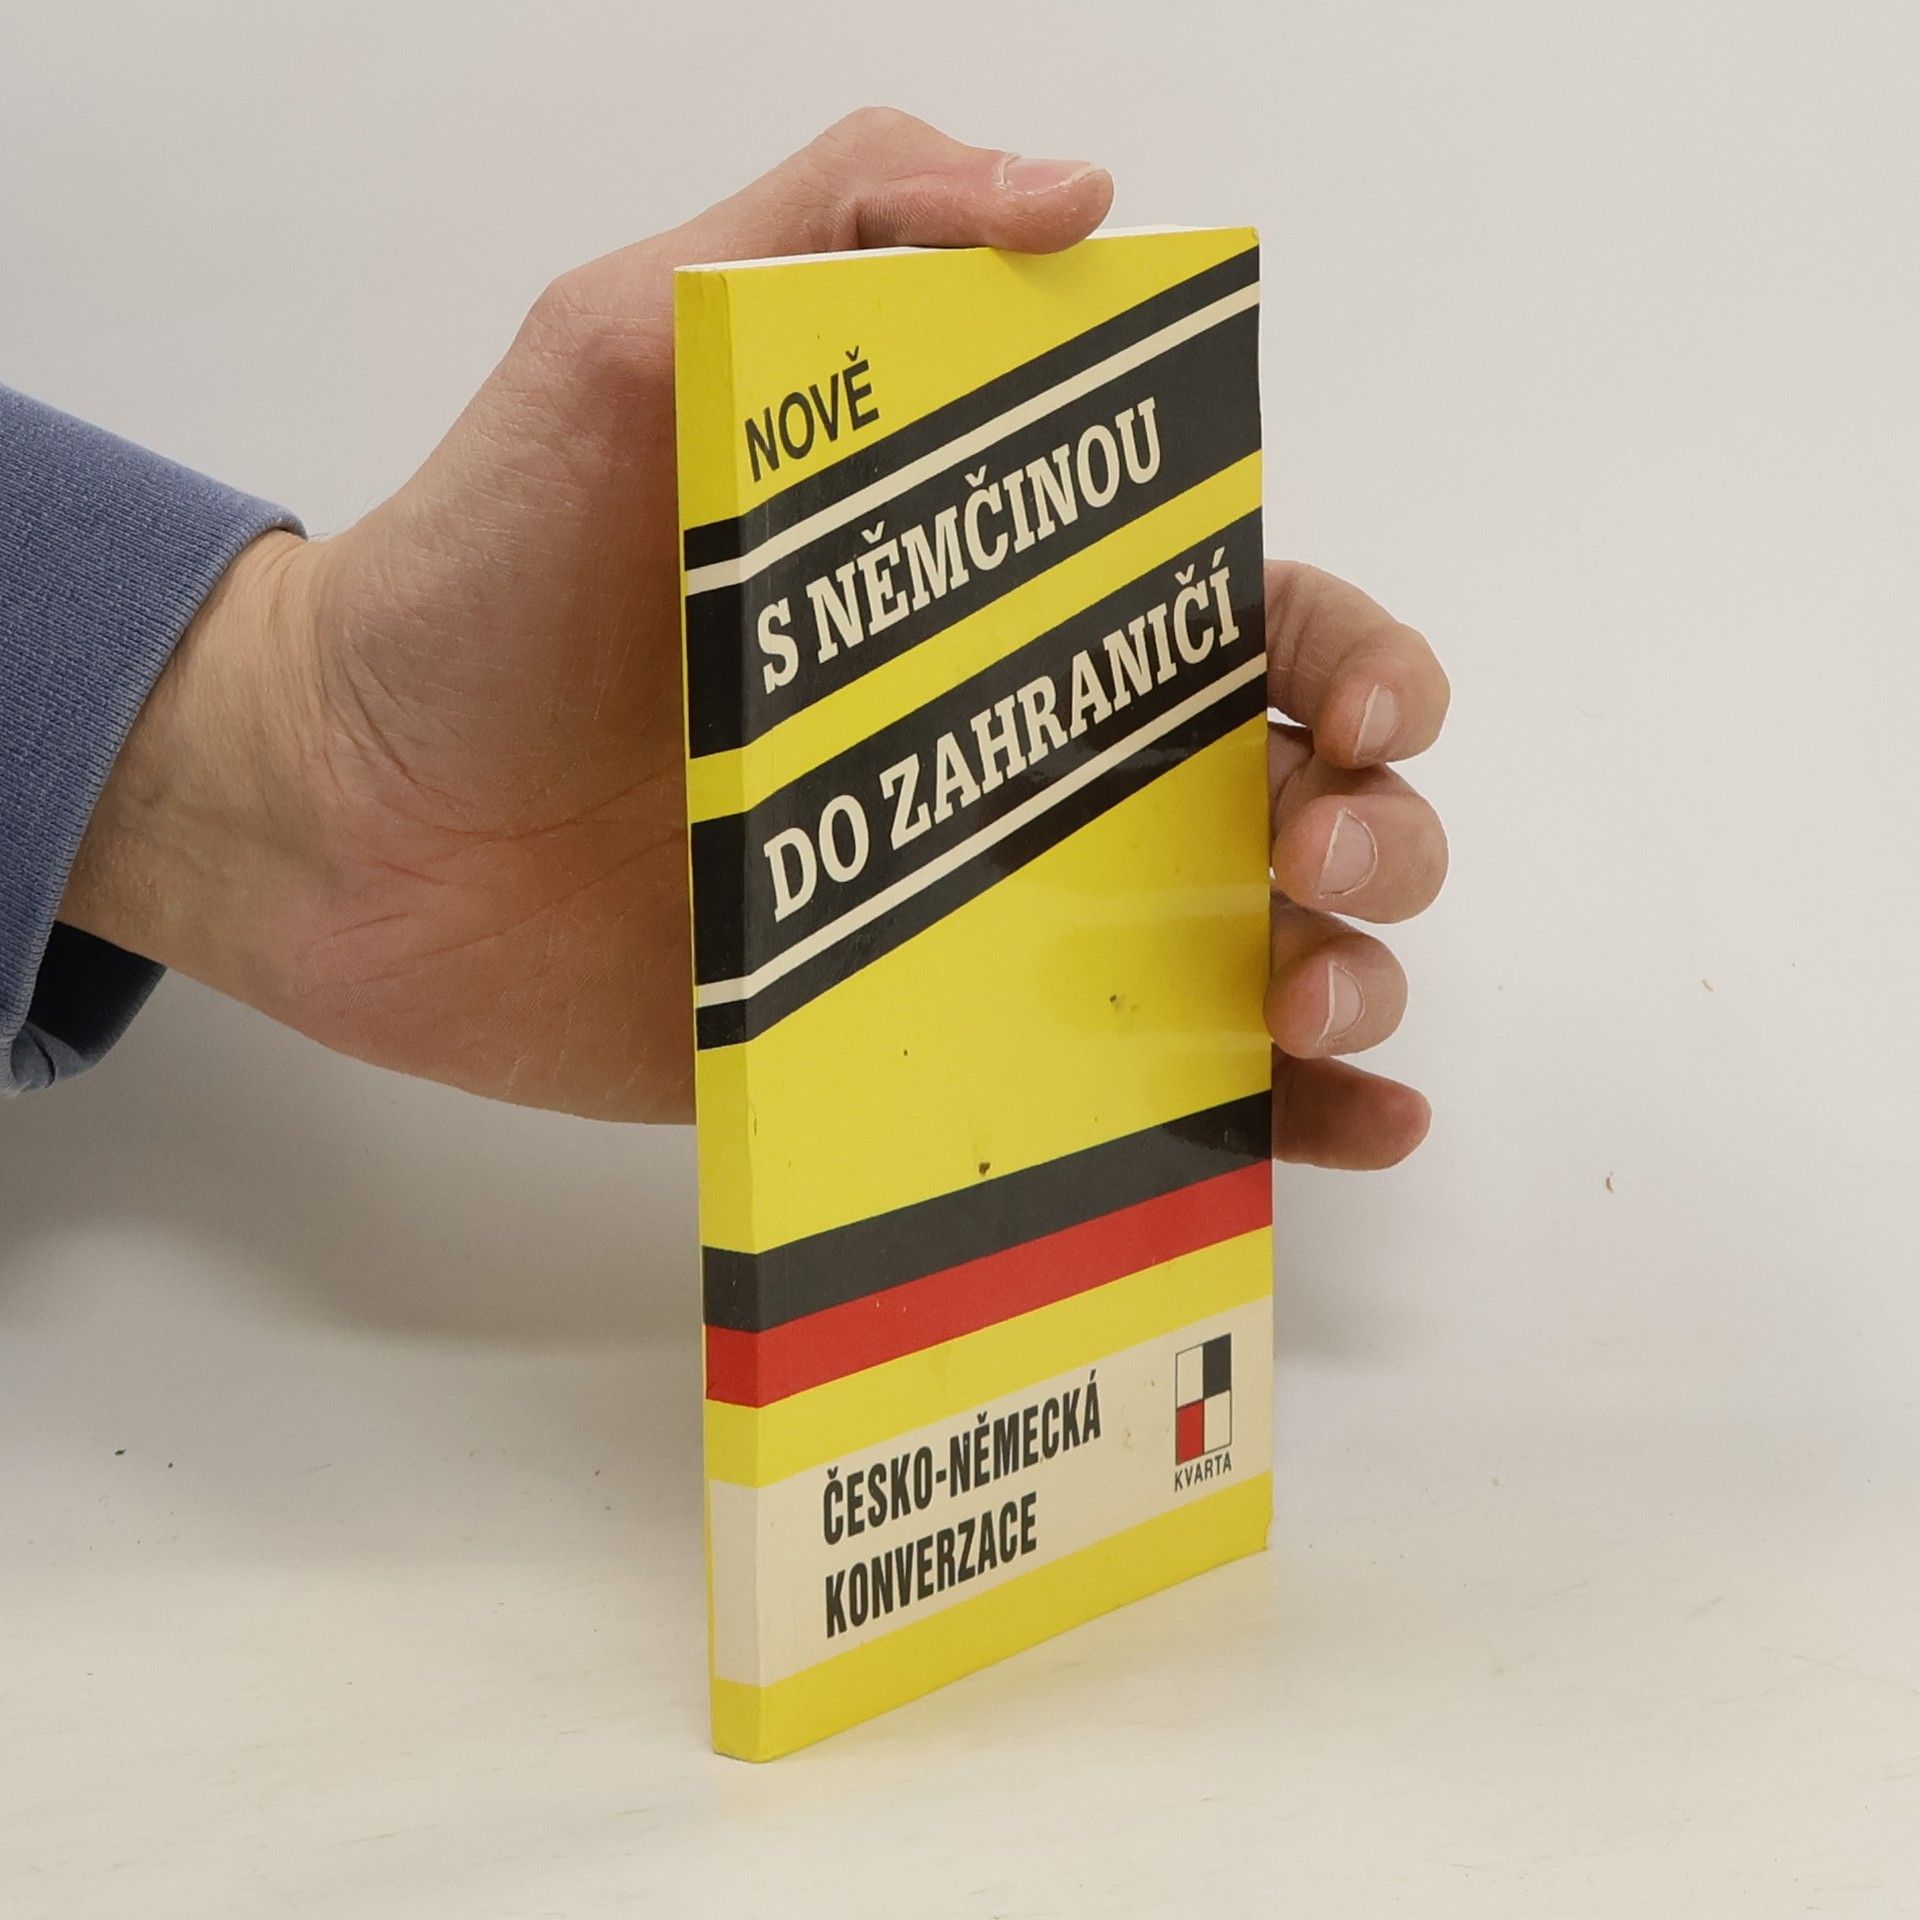 NOVĚ
S NĚMČINOU
DO ZAHRANIČÍ
ČESKO-NĚMECKÁ
KONVERZACE
KVARTA